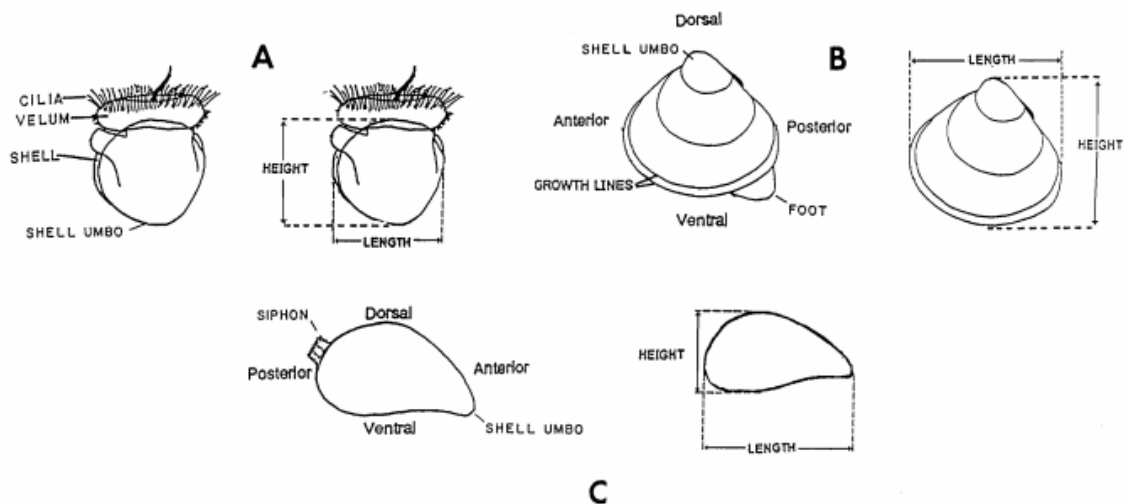 A
CILIA
VELUM
SHELL
SHELL UMBO
HEIGHT
LENGTH
B
Dorsal
SHELL UMBO
Anterior
Posterior
GROWTH LINES
FOOT
Ventral
LENGTH
HEIGHT
SIPHON
Dorsal
Posterior
Anterior
Ventral
SHELL UMBO
HEIGHT
LENGTH
C